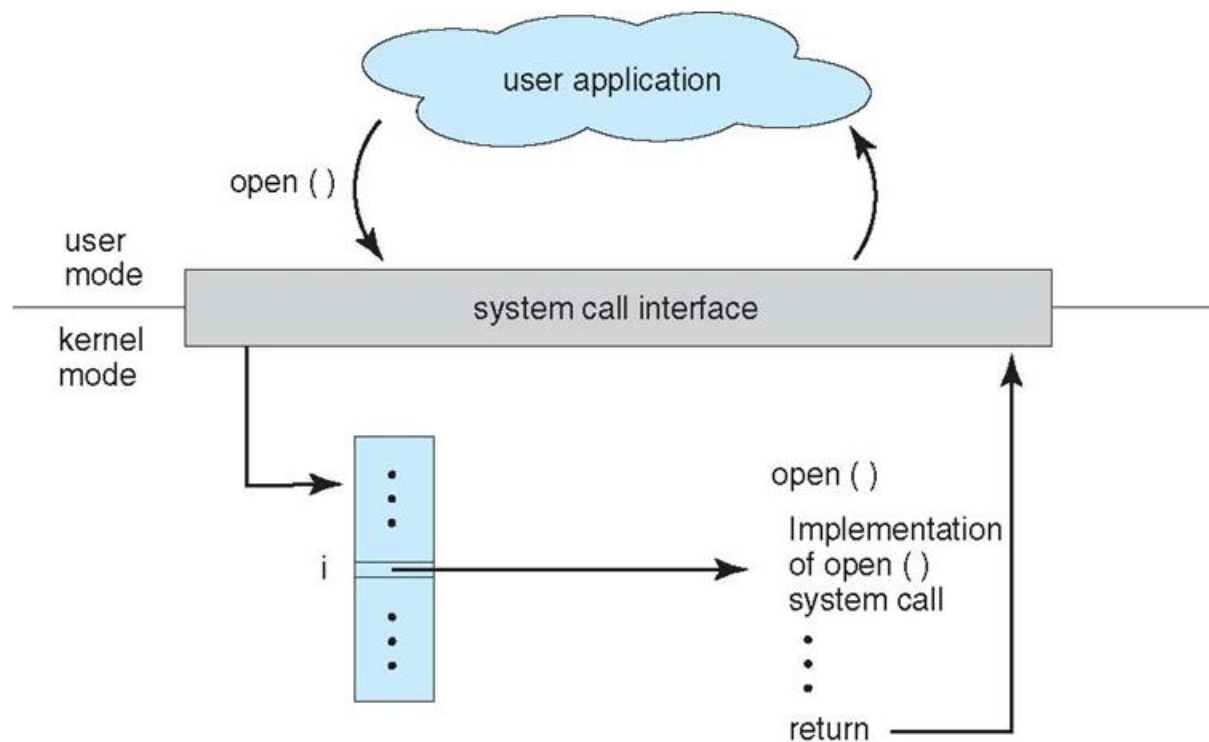 user application
open ( )
user
mode
system call interface
kernel
mode
open ( )
Implementation
i
of open ( )
system call
return